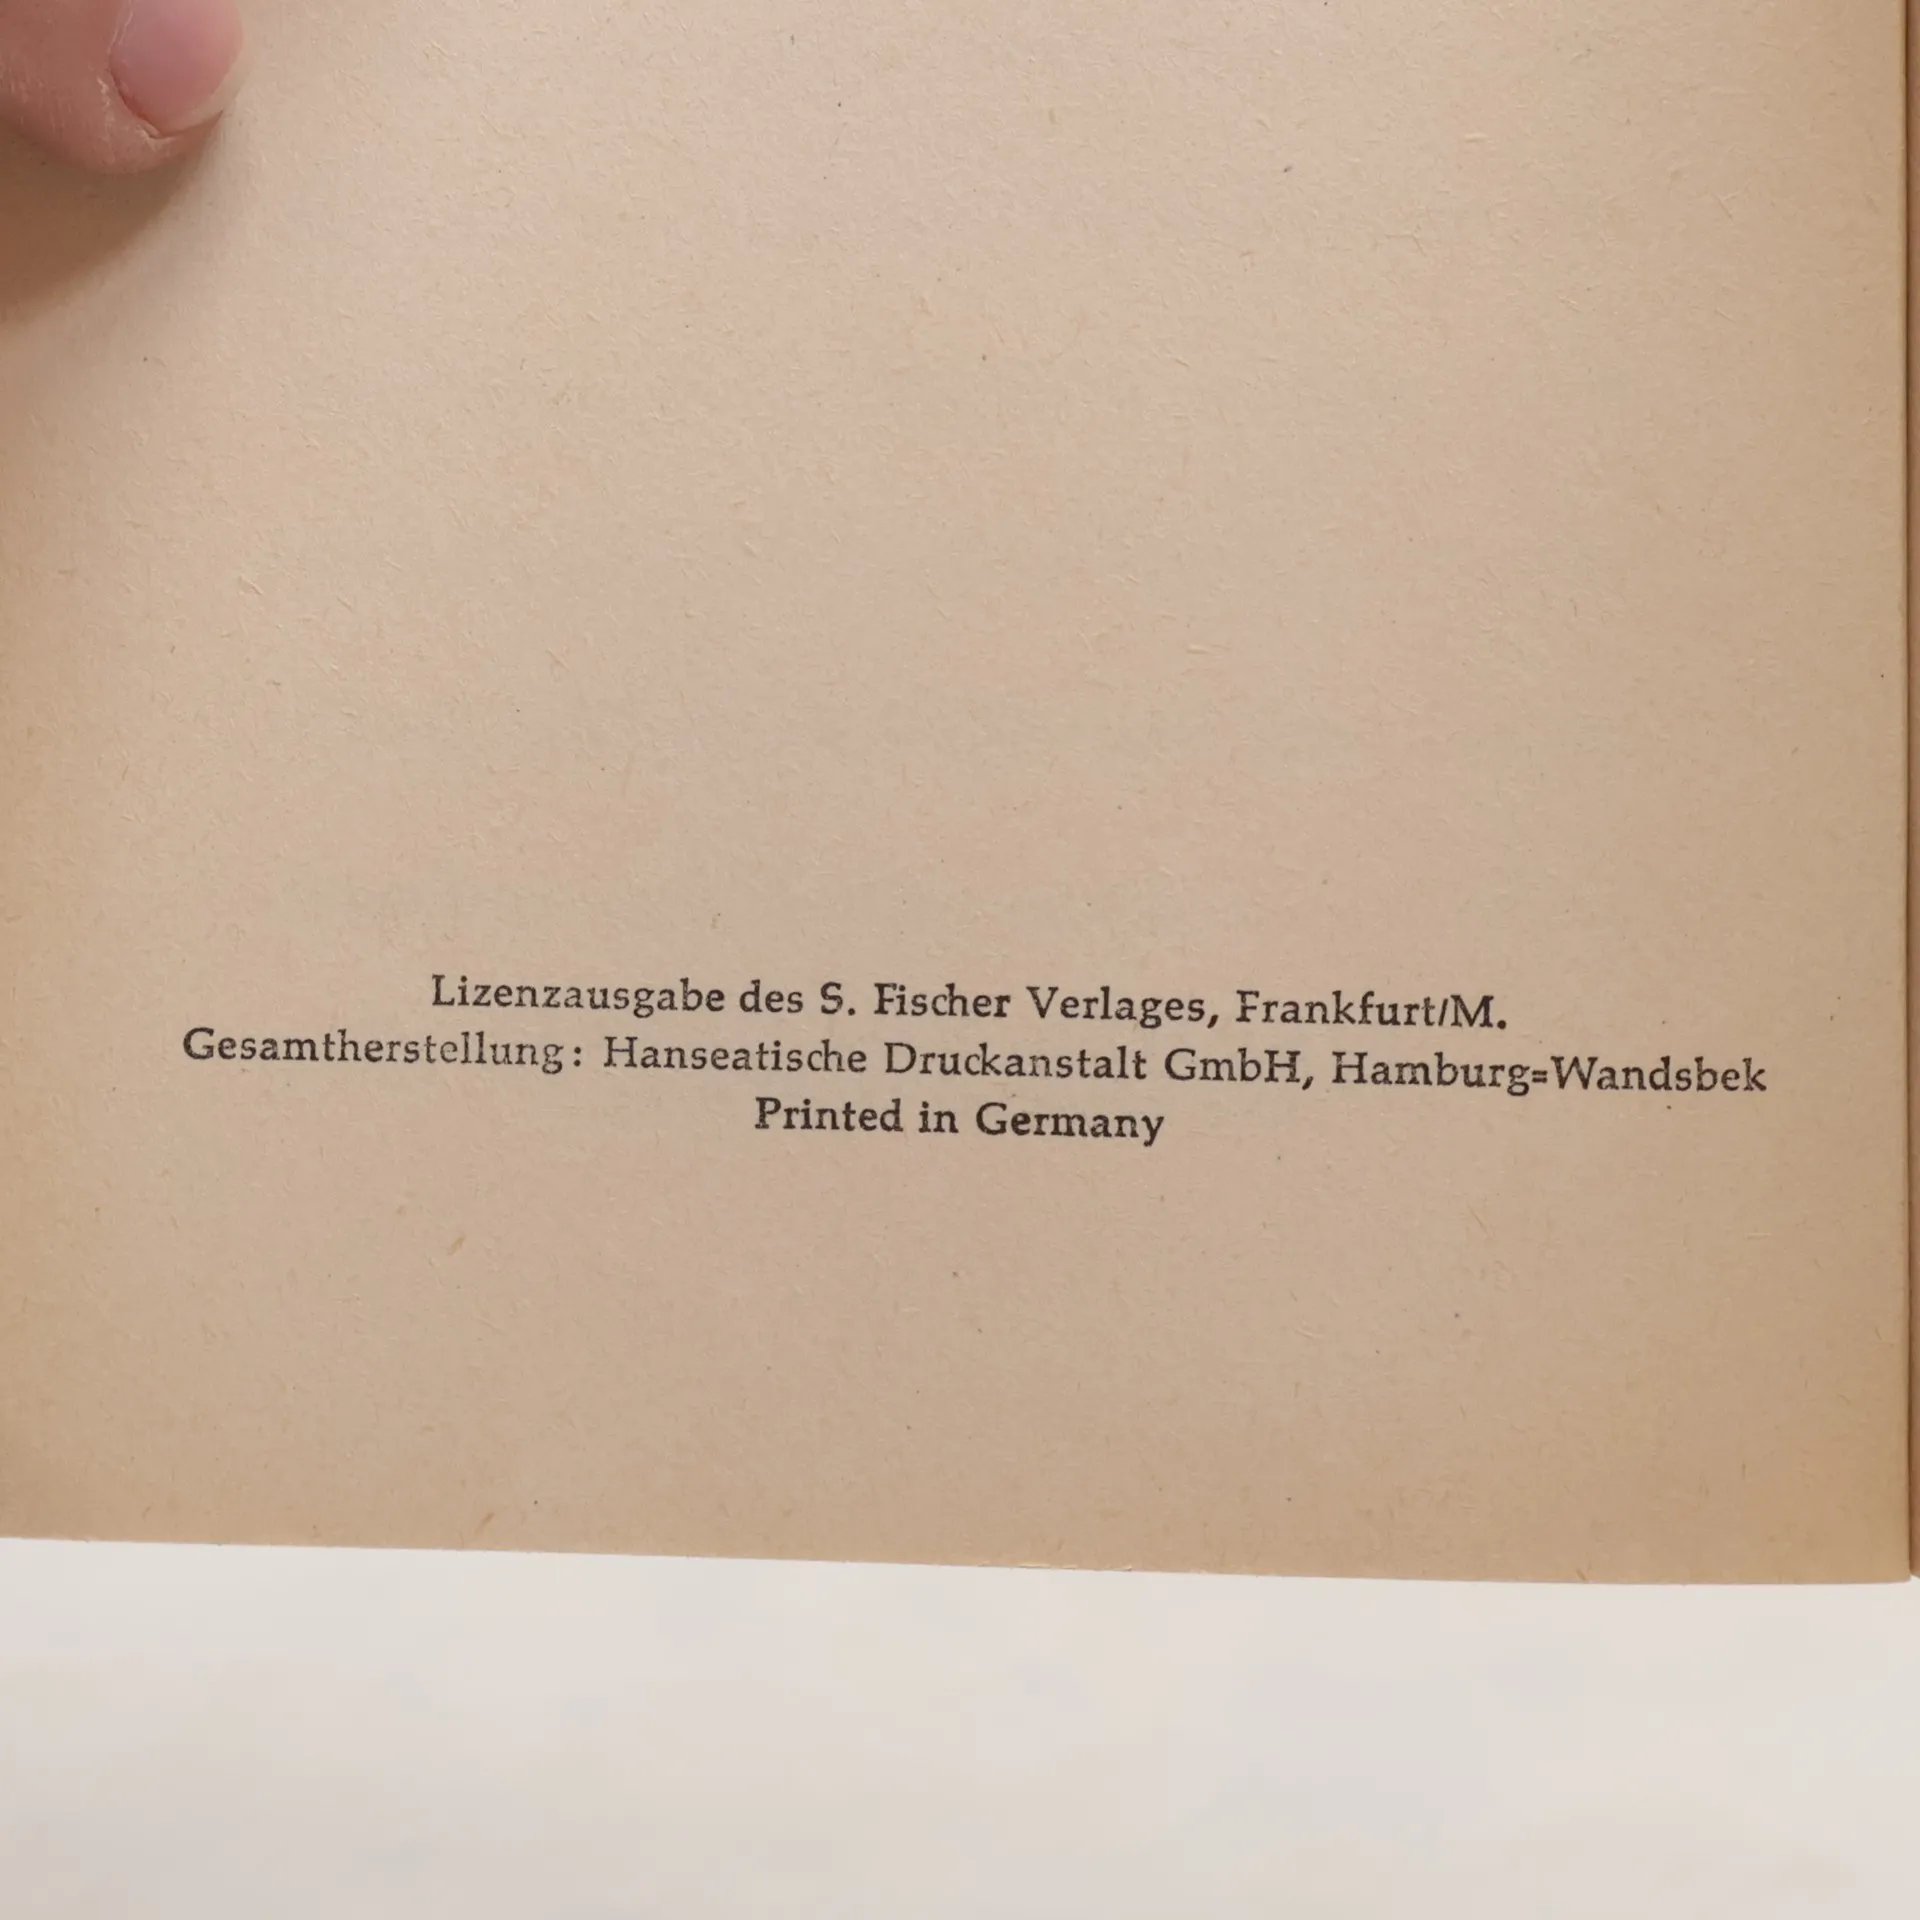 Lizenzausgabe des S. Fischer Verlages, Frankfurt/M.
Gesamtherstellung: Hanseatische Druckanstalt GmbH, Hamburg=Wandsbek
Printed in Germany